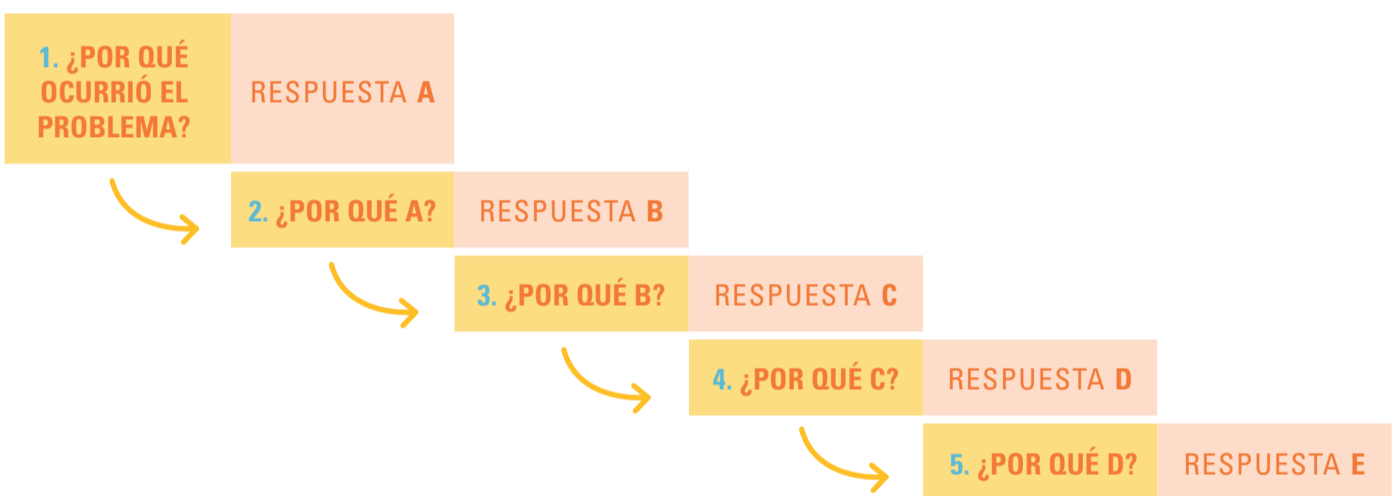 1. ¿POR QUÉ
OCURRIÓ EL
PROBLEMA?
RESPUESTA A
2. ¿POR QUÉ A?
RESPUESTA B
3. ¿POR QUÉ B?
RESPUESTA C
4. ¿POR QUÉ C?
RESPUESTA D
5. ¿POR QUÉ D?
RESPUESTA E